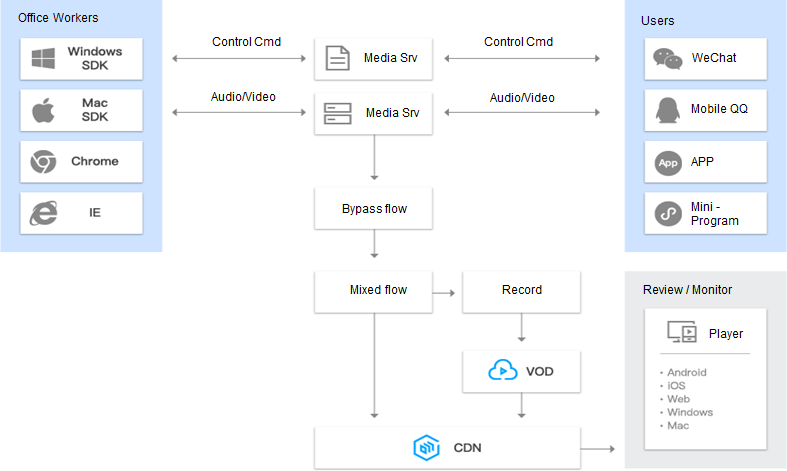 Office Workers
Windows
SDK
Mac
SDK
Chrome
IE
Control Cmd
Media Srv
Control Cmd
Audio/Video
Media Srv
Audio/Video
Users
WeChat
Mobile QQ
App
APP
Mini -
Program
Bypass flow
Mixed flow
Record
VOD
CDN
Review / Monitor
Player
• Android
• iOS
• Web
• Windows
• Mac